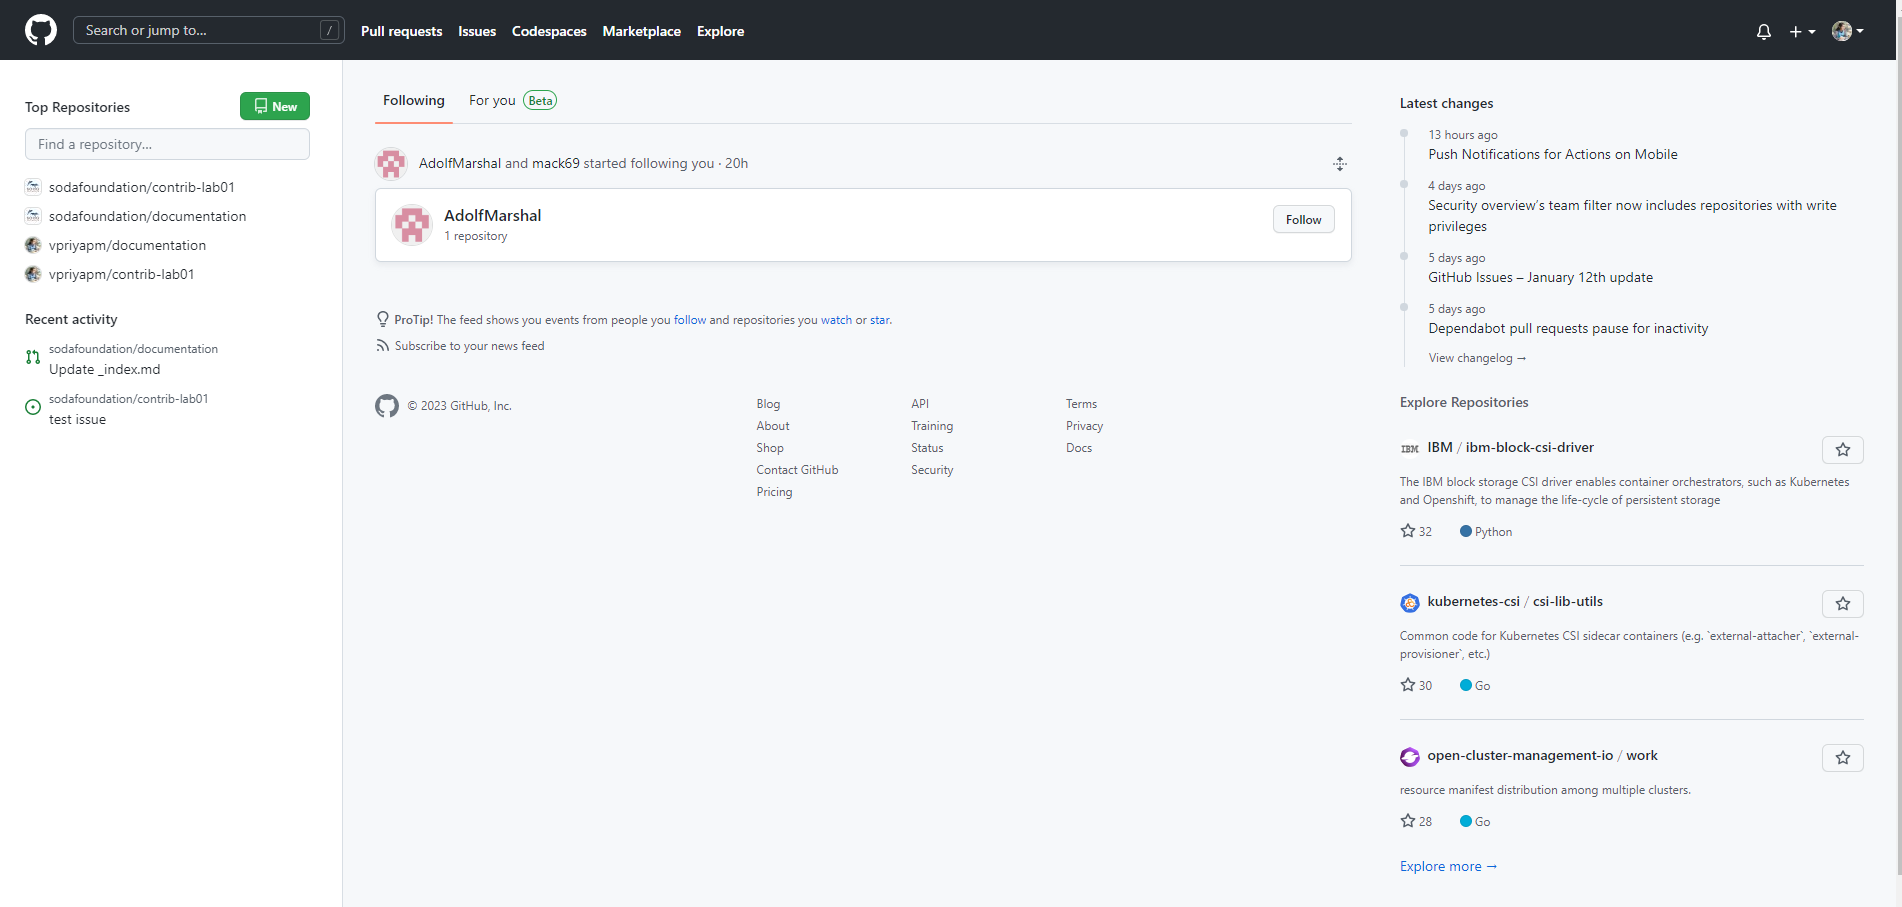 Search or jump to...
/
Pull requests
Issues
Codespaces
Marketplace
Explore
Top Repositories
New
Find a repository...
sodafoundation/contrib-lab01
sodafoundation/documentation
vpriyapm/documentation
vpriyapm/contrib-lab01
Recent activity
sodafoundation/documentation
Update _index.md
sodafoundation/contrib-lab01
test issue
Following
For you Beta
AdolfMarshal and mack69 started following you · 20h
AdolfMarshal
1 repository
Follow
ProTip! The feed shows you events from people you follow and repositories you watch or star.
Subscribe to your news feed
© 2023 GitHub, Inc.
Blog
About
Shop
Contact GitHub
Pricing
API
Training
Status
Security
Terms
Privacy
Docs
Latest changes
13 hours ago
Push Notifications for Actions on Mobile
4 days ago
Security overview’s team filter now includes repositories with write
privileges
5 days ago
GitHub Issues – January 12th update
5 days ago
Dependabot pull requests pause for inactivity
View changelog →
Explore Repositories
IBM IBM / ibm-block-csi-driver
The IBM block storage CSI driver enables container orchestrators, such as Kubernetes
and Openshift, to manage the life-cycle of persistent storage
32 Python
kubernetes-csi / csi-lib-utils
Common code for Kubernetes CSI sidecar containers (e.g. `external-attacher`, `external-
provisioner`, etc.)
30 Go
open-cluster-management-io / work
resource manifest distribution among multiple clusters.
28 Go
Explore more →